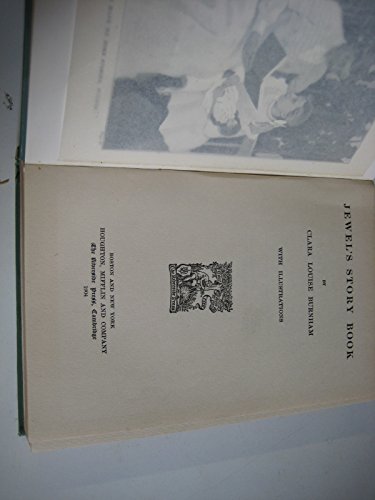 JEWEL'S STORY BOOK
BY
CLARA LOUISE BURNHAM
WITH ILLUSTRATIONS
BOSTON AND NEW YORK
HOUGHTON, MIFFLIN AND COMPANY
The Riverside Press, Cambridge
1904